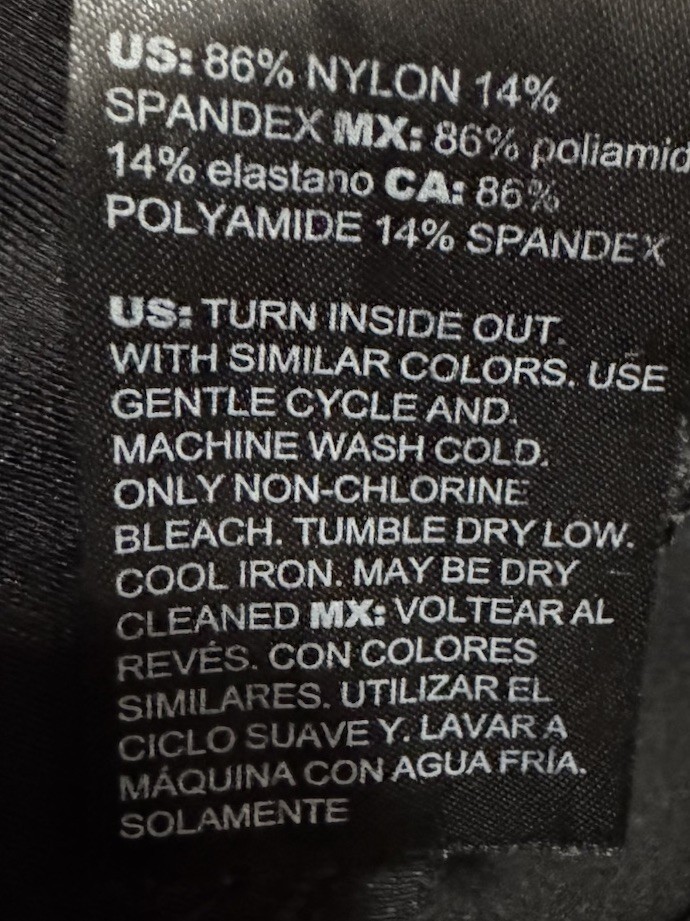 US: 86% NYLON 14%
SPANDEX MX: 86% poliamid
14% elastano CA: 86%
POLYAMIDE 14% SPANDEX
US: TURN INSIDE OUT.
WITH SIMILAR COLORS. USE
GENTLE CYCLE AND.
MACHINE WASH COLD.
ONLY NON-CHLORINE
BLEACH. TUMBLE DRY LOW.
COOL IRON. MAY BE DRY
CLEANED MX: VOLTEAR AL
REVÉS. CON COLORES
SIMILARES. UTILIZAR EL
CICLO SUAVE Y. LAVAR A
MÁQUINA CON AGUA FRÍA.
SOLAMENTE